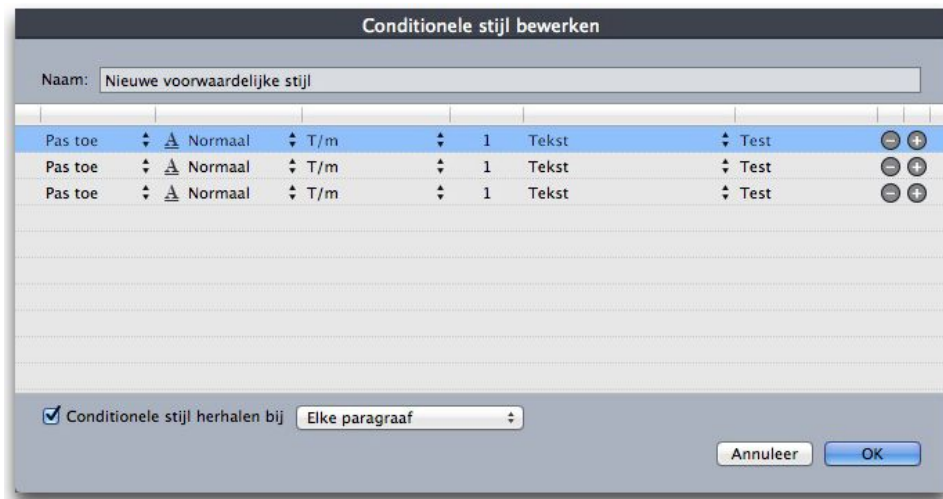 Conditionele stijl bewerken
Naam: Nieuwe voorwaardelijke stijl
Pas toe A Normaal T/m 1 Tekst Test
Pas toe A Normaal T/m 1 Tekst Test
Pas toe A Normaal T/m 1 Tekst Test
Conditionele stijl herhalen bij Elke paragraaf
Annuleer OK